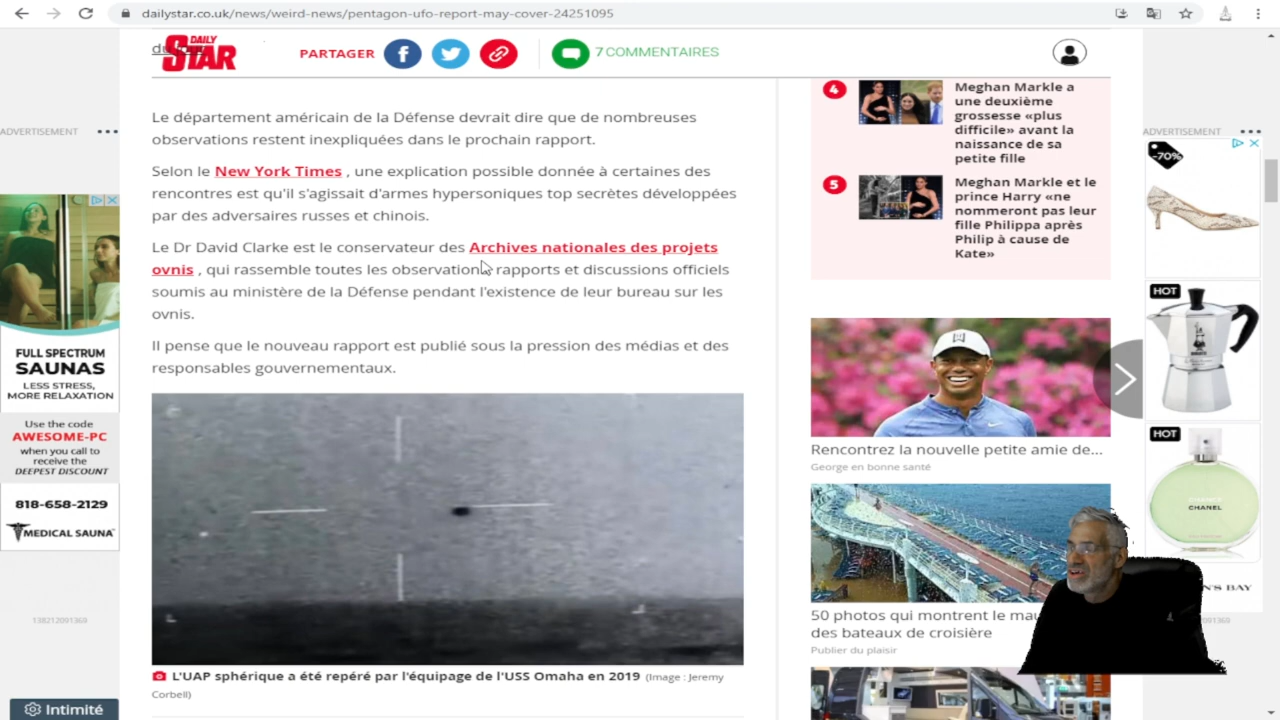 dailystar.co.uk/news/weird-news/pentagon-ufo-report-may-cover-24251095
DAILY
STAR
PARTAGER
7 COMMENTAIRES
Le département américain de la Défense devrait dire que de nombreuses
observations restent inexpliquées dans le prochain rapport.
Selon le New York Times , une explication possible donnée à certaines des
rencontres est qu'il s'agissait d'armes hypersoniques top secrètes développées
par des adversaires russes et chinois.
Le Dr David Clarke est le conservateur des Archives nationales des projets
ovnis , qui rassemble toutes les observations, rapports et discussions officiels
soumis au ministère de la Défense pendant l'existence de leur bureau sur les
ovnis.
Il pense que le nouveau rapport est publié sous la pression des médias et des
responsables gouvernementaux.
L'UAP sphérique a été repéré par l'équipage de l'USS Omaha en 2019 (Image : Jeremy
Corbell)
4
Meghan Markle a
une deuxième
grossesse «plus
difficile» avant la
naissance de sa
petite fille
5
Meghan Markle et le
prince Harry «ne
nommeront pas leur
fille Philippa après
Philip à cause de
Kate»
Rencontrez la nouvelle petite amie de...
George en bonne santé
50 photos qui montrent le
des bateaux de croisière
Publier du plaisir
ADVERTISEMENT
FULL SPECTRUM
SAUNAS
LESS STRESS,
MORE RELAXATION
Use the code
AWESOME-PC
when you call to
receive the
DEEPEST DISCOUNT
818-658-2129
MEDICAL SAUNA
138212091369
Intimité
ADVERTISEMENT
-70%
HOT
HOT
CHANCE
CHANEL
N'S BAY
091369